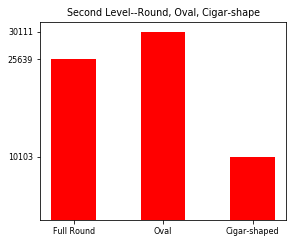 Second Level--Round, Oval, Cigar-shape
30111
25639
10103
Full Round Oval Cigar-shaped